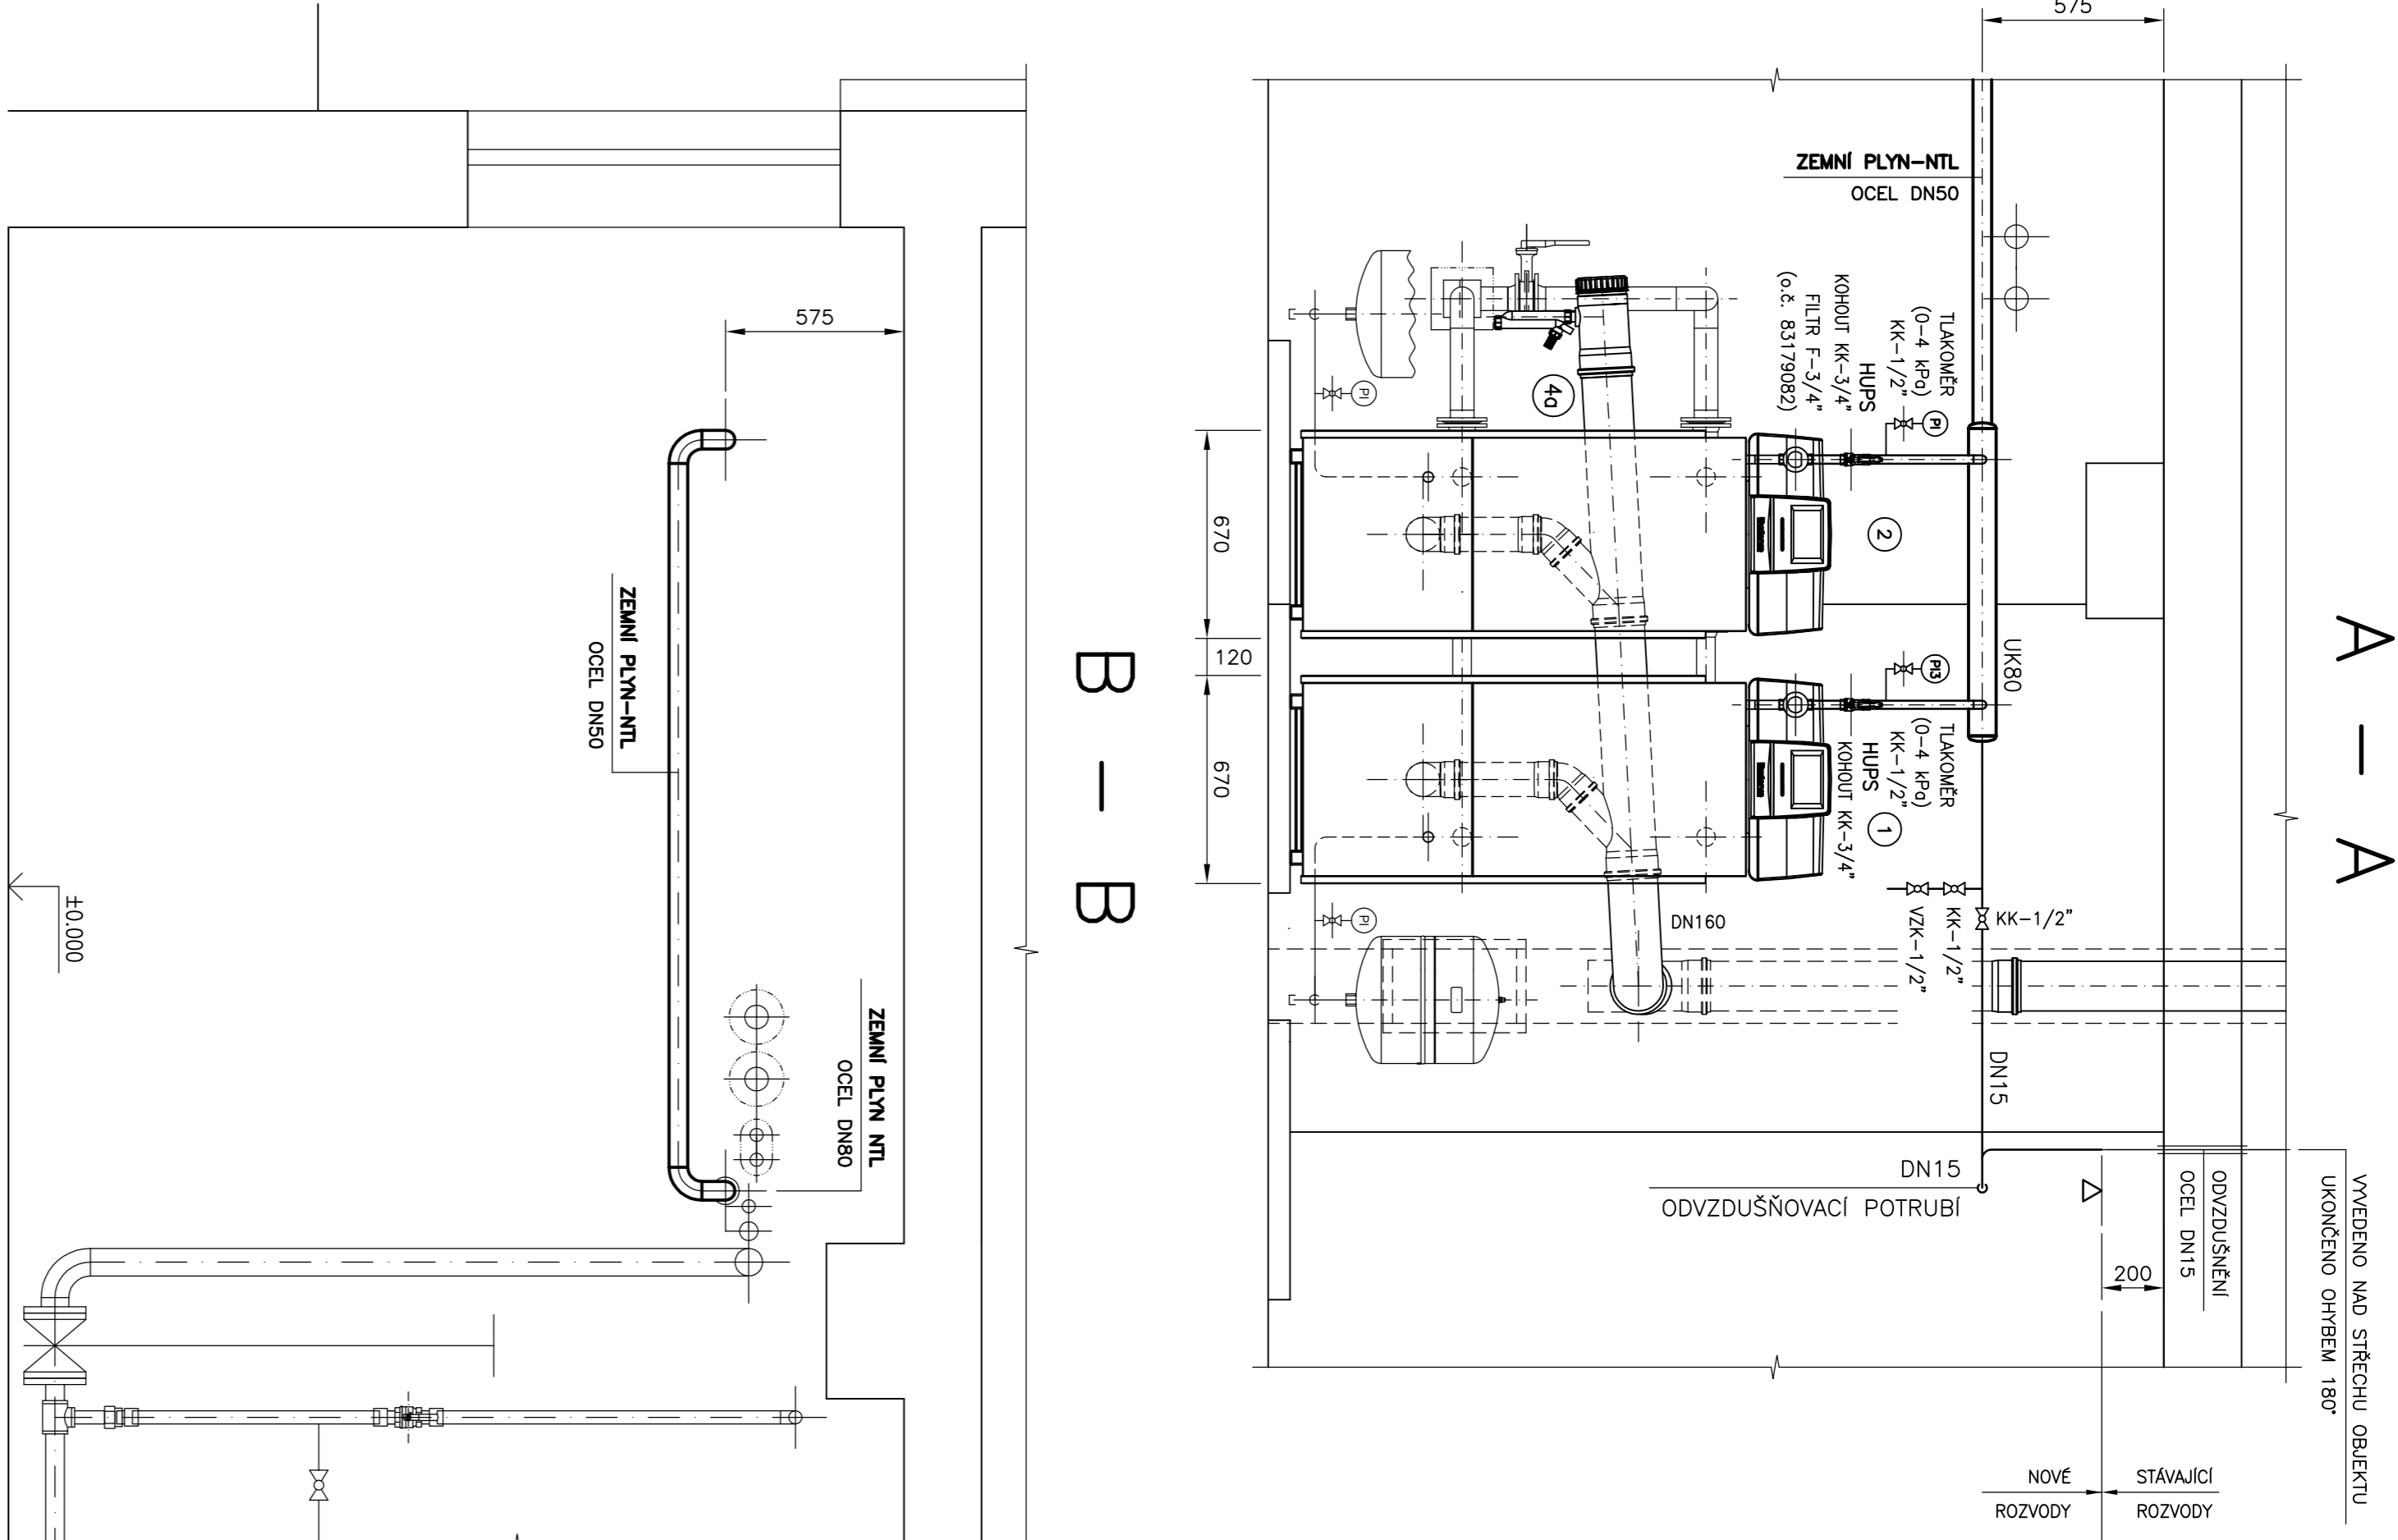 A – A
575
ZEMNÍ PLYN-NTL
OCEL DN50
TLAKOMĚR
(0-4 kPa)
KK-1/2"
HUPS
KOHOUT KK-3/4"
FILTR F-3/4"
(o.č. 83179082)
PI
2
UK80
PI3
TLAKOMĚR
(0-4 kPa)
KK-1/2"
HUPS
KOHOUT KK-3/4"
1
4a
PI
PI
670
120
670
DN160
KK-1/2"
KK-1/2"
VZK-1/2"
DN15
DN15
ODVZDUŠŇOVACÍ POTRUBÍ
VYVEDENO NAD STŘECHU OBJEKTU
UKONČENO OHYBEM 180°
ODVZDUŠNĚNÍ
OCEL DN15
200
NOVÉ
ROZVODY
STÁVAJÍCÍ
ROZVODY
B – B
575
ZEMNÍ PLYN-NTL
OCEL DN50
ZEMNÍ PLYN NTL
OCEL DN80
±0.000